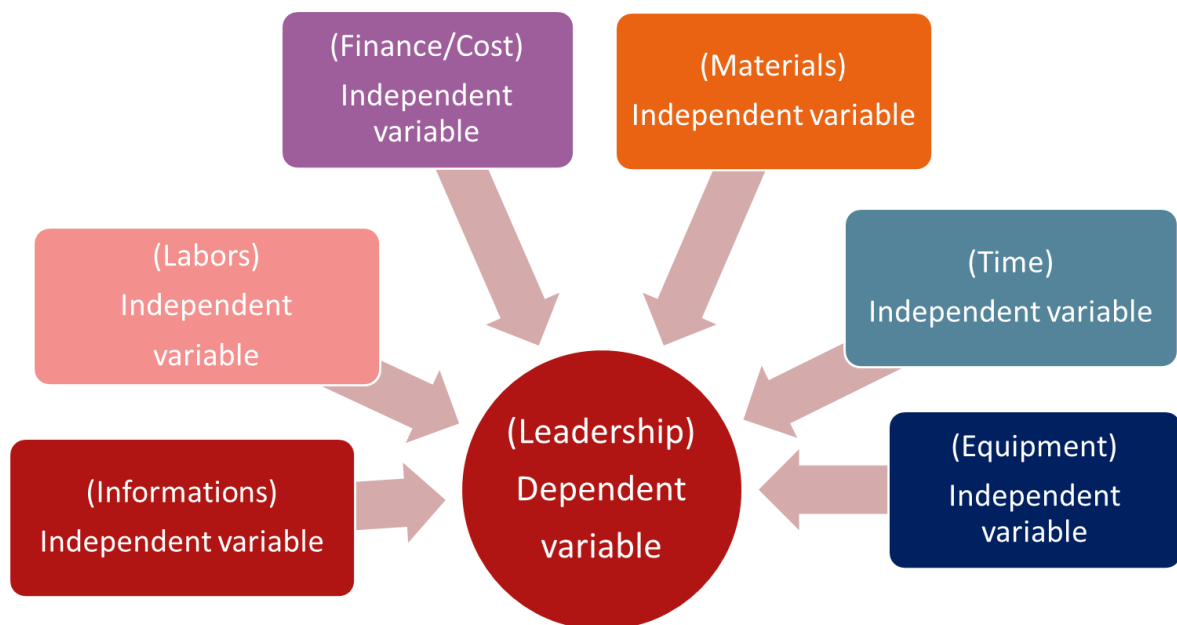 (Finance/Cost)
Independent
variable
(Materials)
Independent variable
(Labors)
Independent
variable
(Time)
Independent variable
(Informations)
Independent variable
(Leadership)
Dependent
variable
(Equipment)
Independent
variable